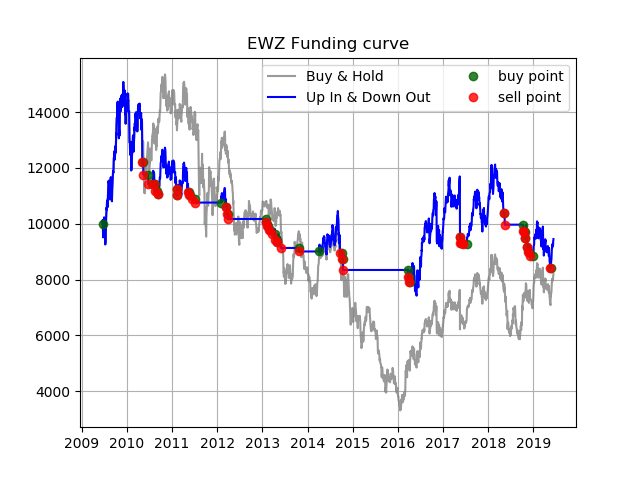 EWZ Funding curve
Buy & Hold
Up In & Down Out
buy point
sell point
14000
12000
10000
8000
6000
4000
2009 2010 2011 2012 2013 2014 2015 2016 2017 2018 2019